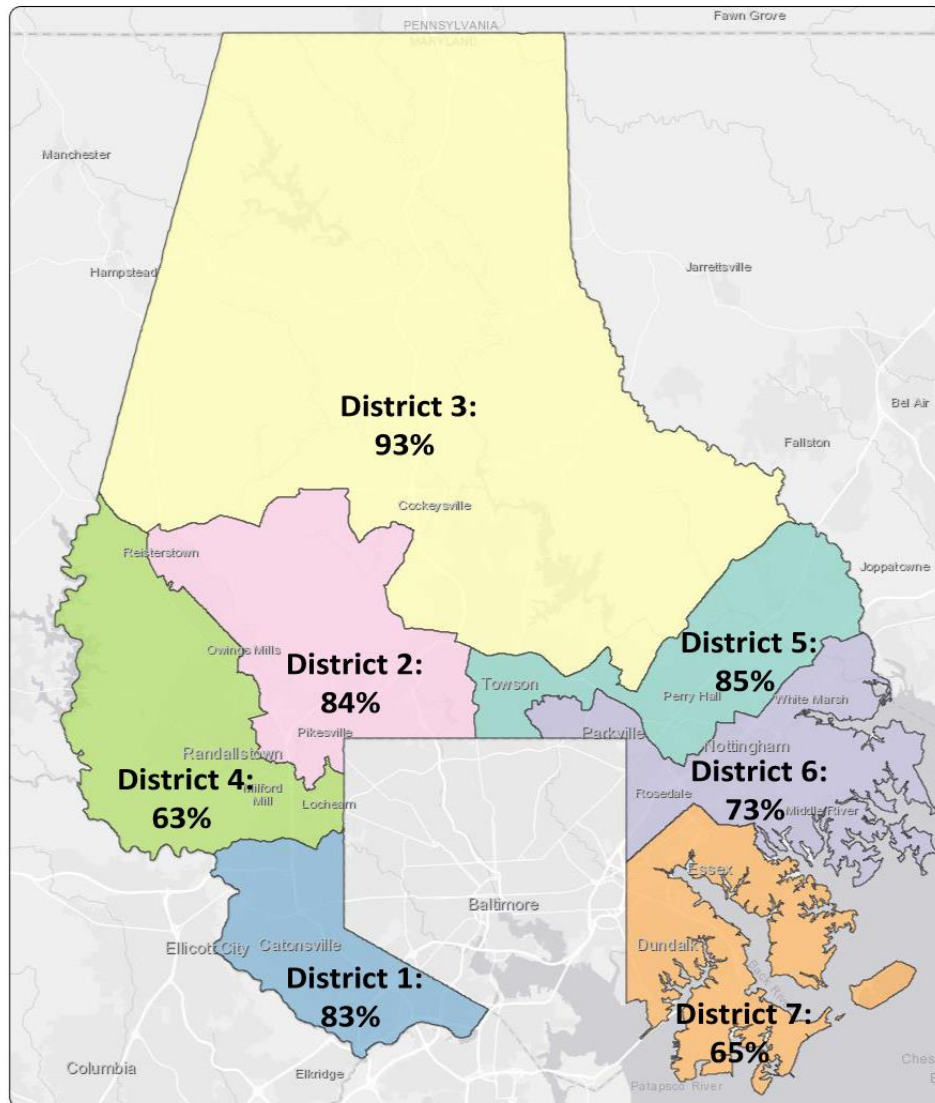 Fawn Grove
PENNSYLVANIA
MARYLAND
Manchester
Hampstead
Jarrettsville
Bel Air
Fallston
District 3:
93%
Cockeysville
Reisterstown
Joppatowne
Owings Mills
District 2:
84%
Pikesville
Towson
District 5:
85%
Perry Hall
White Marsh
Parkville
Nottingham
Randallstown
District 4:
63%
Milford
Mill
Lochearn
District 6:
73%
Rosedale
Middle River
Essex
Baltimore
Ellicott City
Catonsville
Dundalk
District 1:
83%
Back River
District 7:
65%
Columbia
Elkridge
Patapsco River